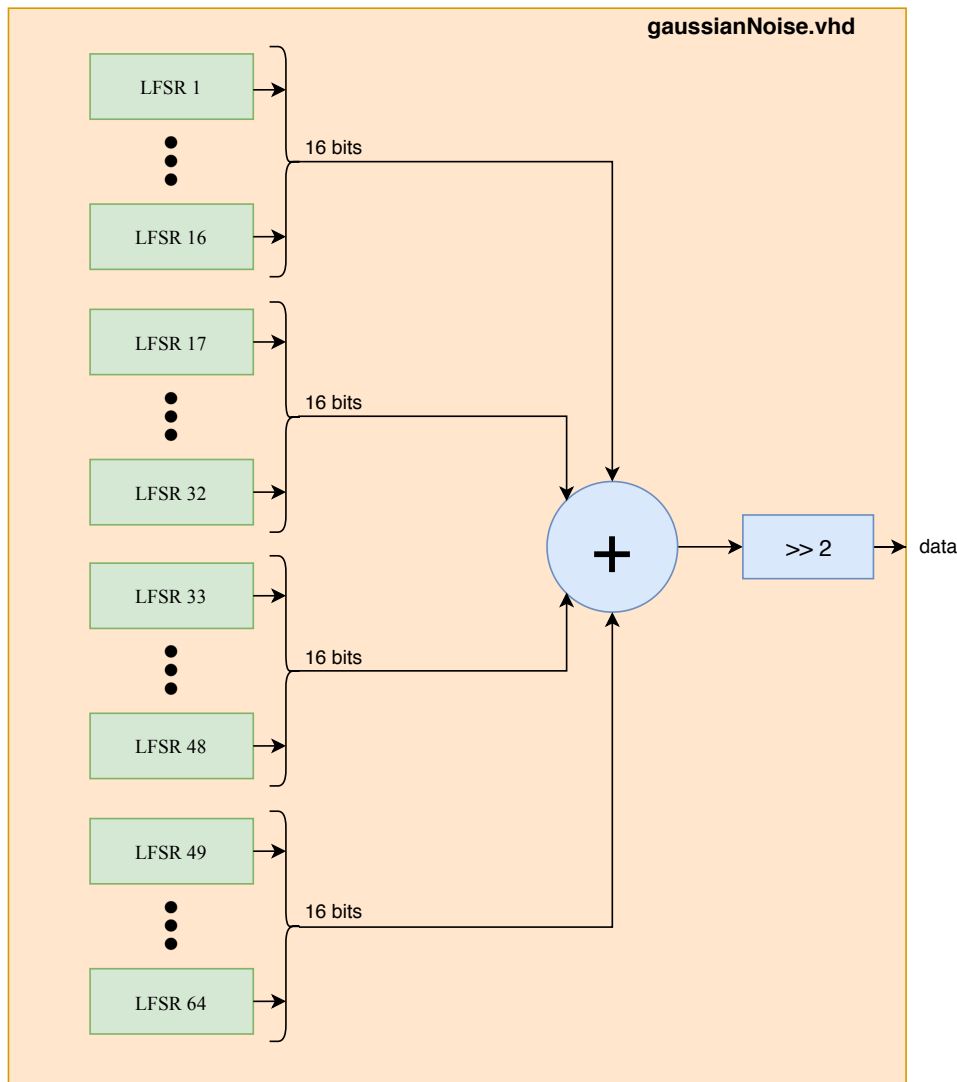 gaussianNoise.vhd
LFSR 1
16 bits
LFSR 16
LFSR 17
16 bits
LFSR 32
+
>> 2
data
LFSR 33
16 bits
LFSR 48
LFSR 49
16 bits
LFSR 64